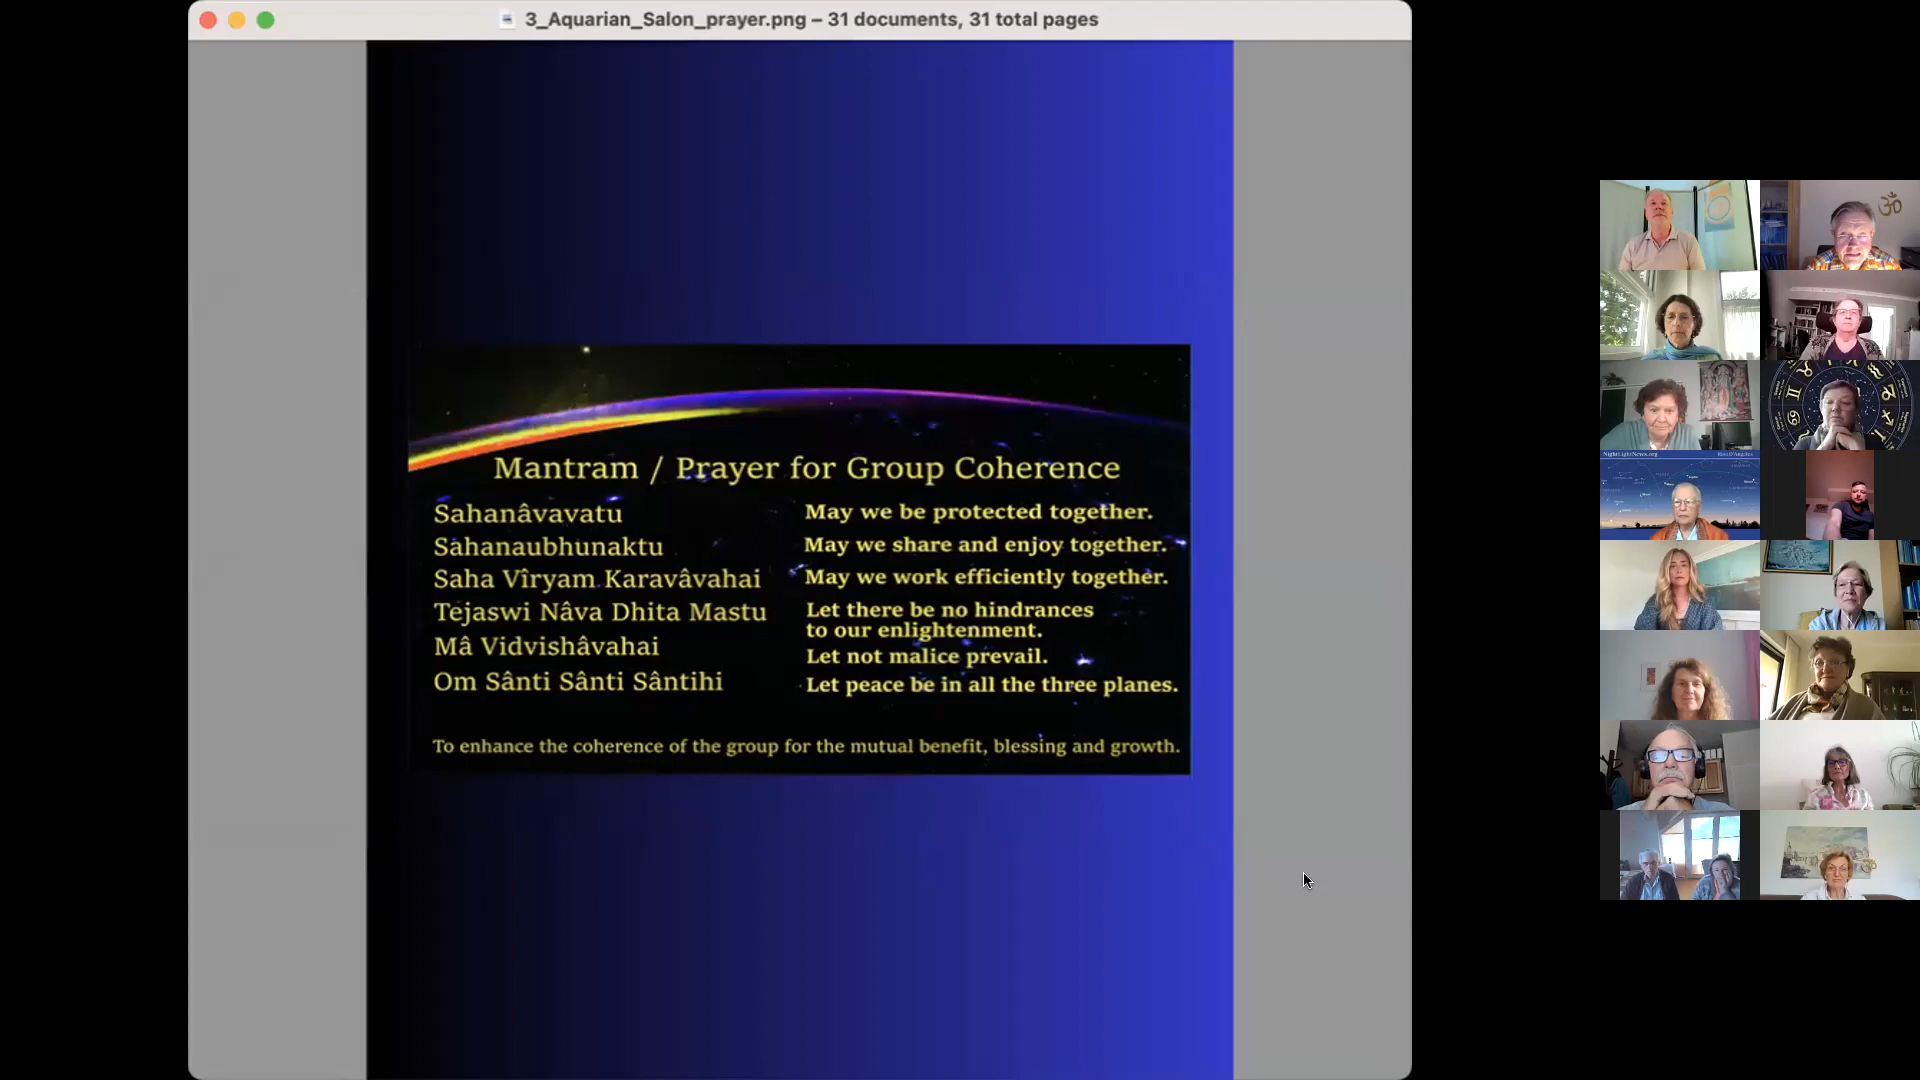 3_Aquarian_Salon_prayer.png – 31 documents, 31 total pages
Mantram / Prayer for Group Coherence
Sahanâvavatu
May we be protected together.
Sahanaubhunaktu
May we share and enjoy together.
Saha Vîryam Karavâvahai
May we work efficiently together.
Tejaswi Nâva Dhita Mastu
Let there be no hindrances
to our enlightenment.
Mâ Vidvishâvahai
Let not malice prevail.
Om Sânti Sânti Sântihi
Let peace be in all the three planes.
To enhance the coherence of the group for the mutual benefit, blessing and growth.
ॐ
NightLightNews.org